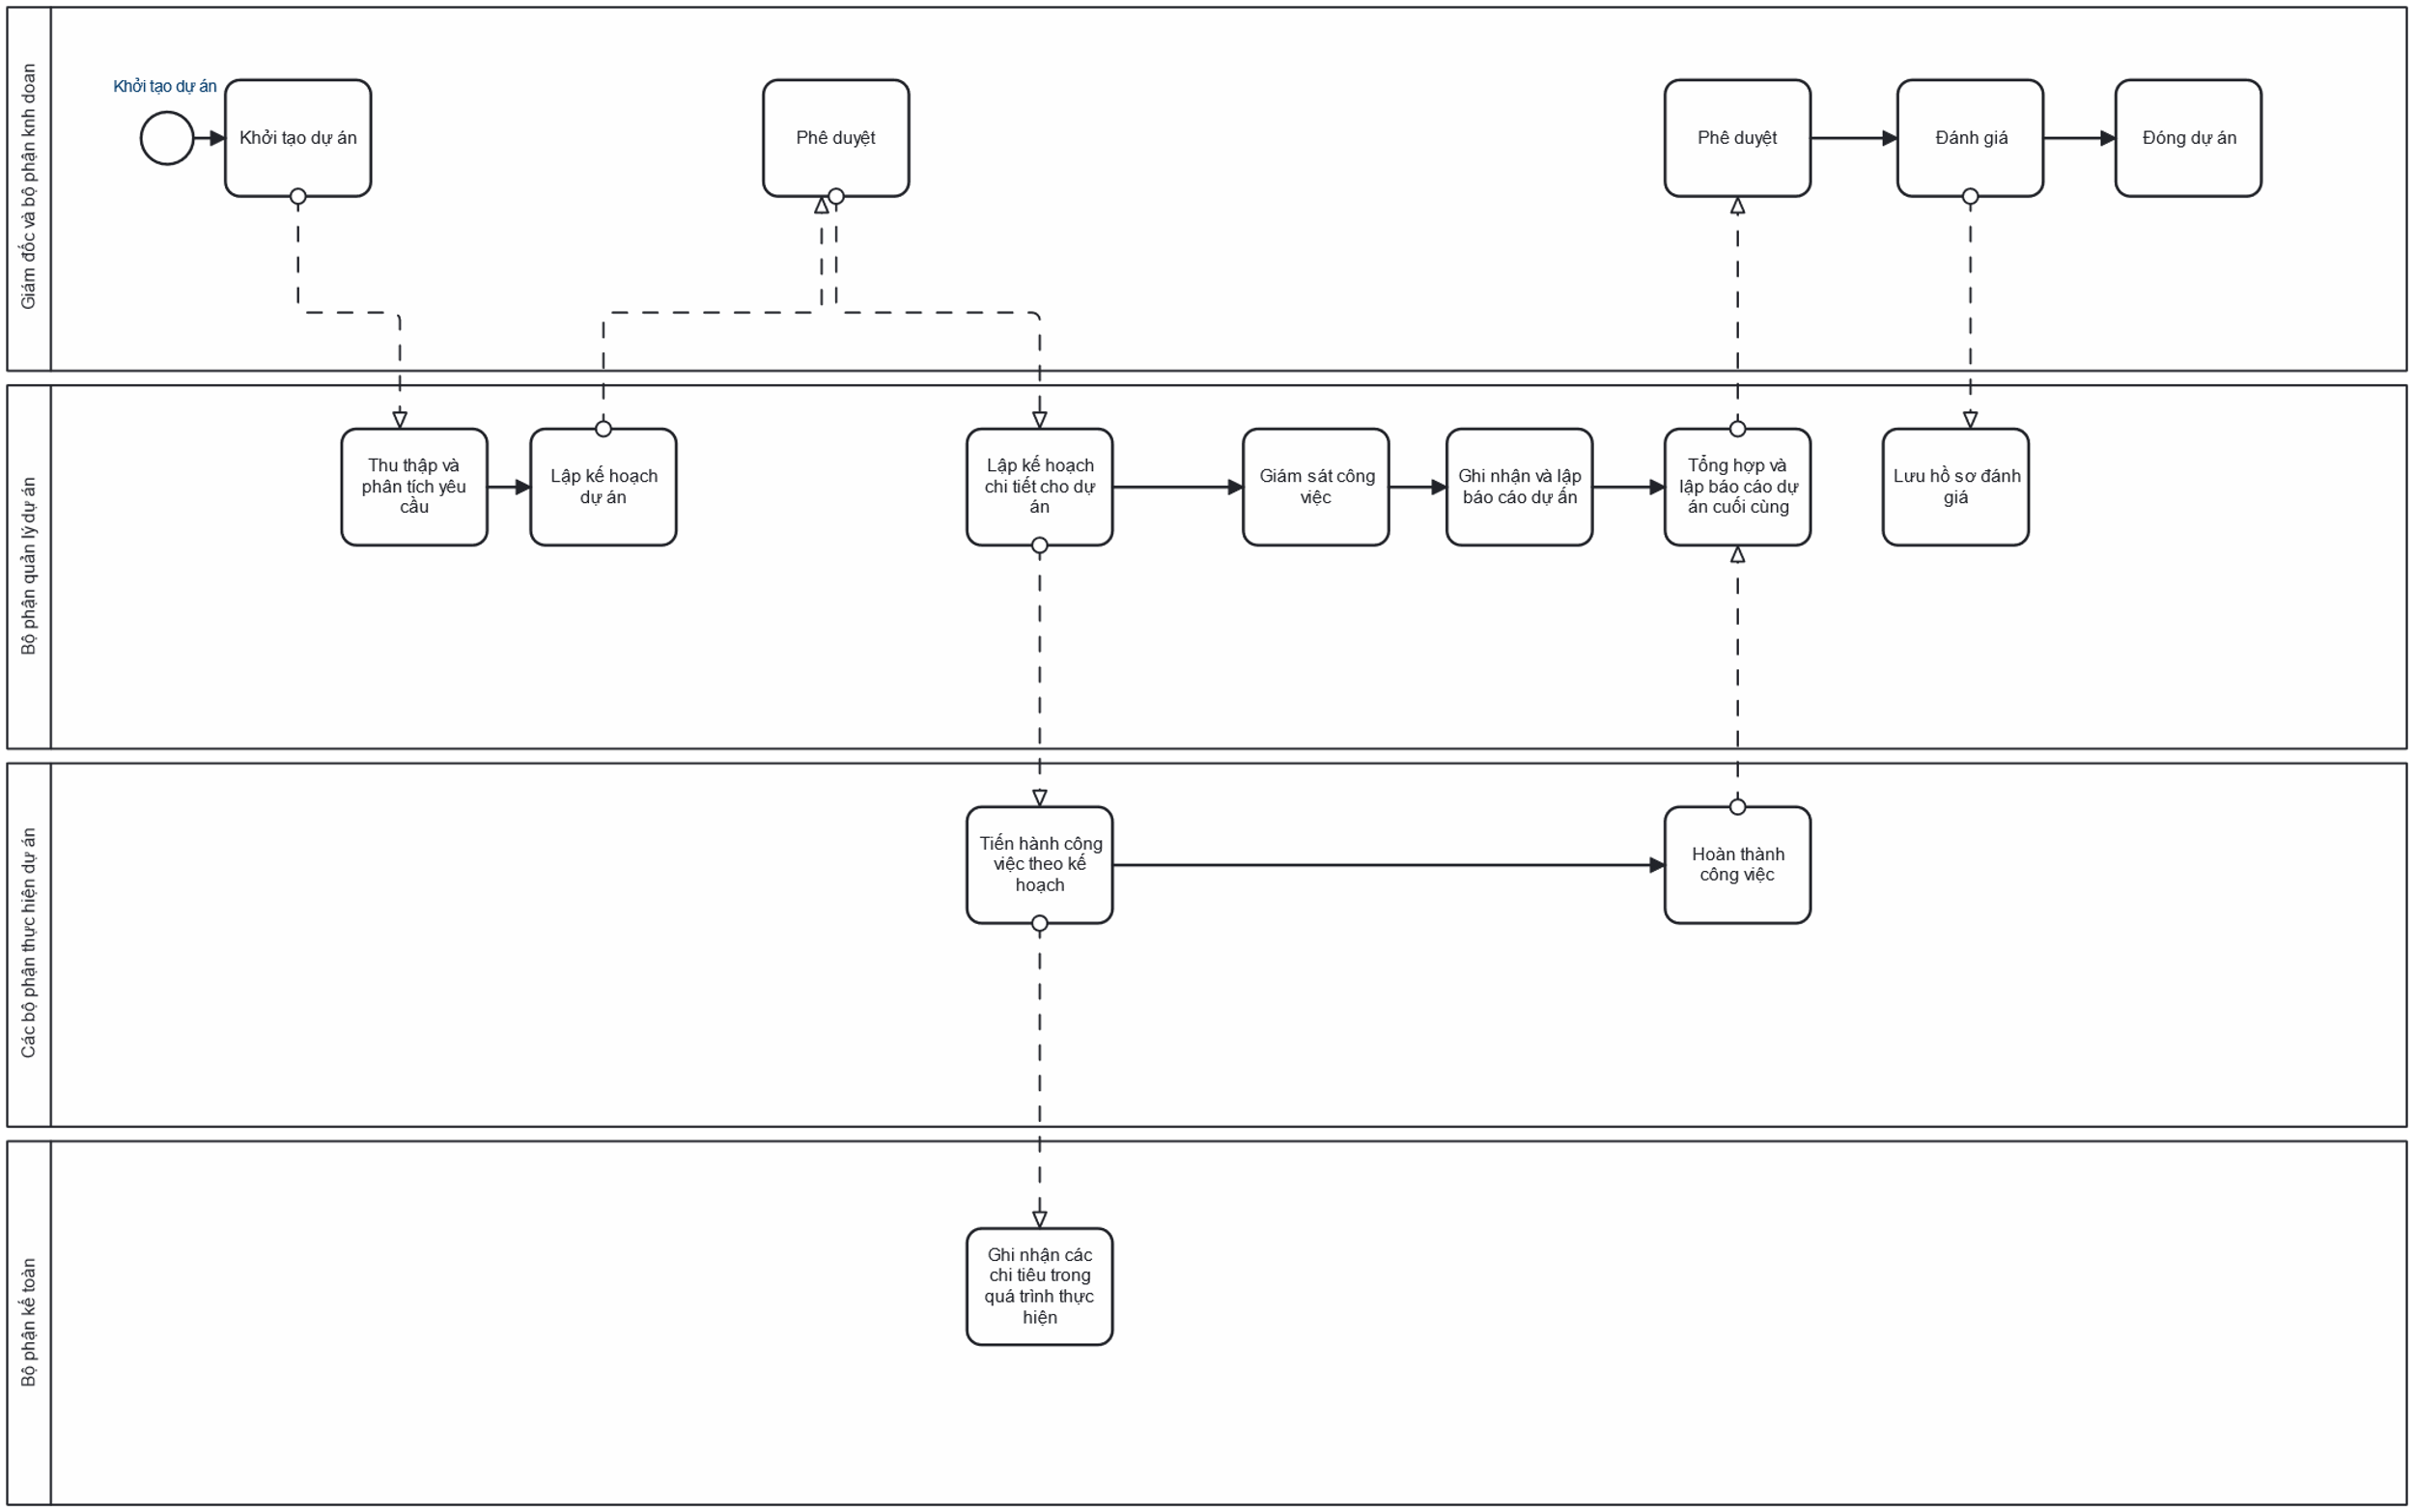 Giám đốc và bộ phận knh doan
Khởi tạo dự án
Khởi tạo dự án
Phê duyệt
Phê duyệt
Đánh giá
Đóng dự án
Bộ phận quản lý dự án
Thu thập và
phân tích yêu
cầu
Lập kế hoạch
dự án
Lập kế hoạch
chi tiết cho dự
án
Giám sát công
việc
Ghi nhận và lập
báo cáo dự ấn
Tổng hợp và
lập báo cáo dự
án cuối cùng
Lưu hồ sơ đánh
giá
Các bộ phận thực hiện dự án
Tiến hành công
việc theo kế
hoạch
Hoàn thành
công việc
Bộ phận kế toàn
Ghi nhận các
chi tiêu trong
quá trình thực
hiện